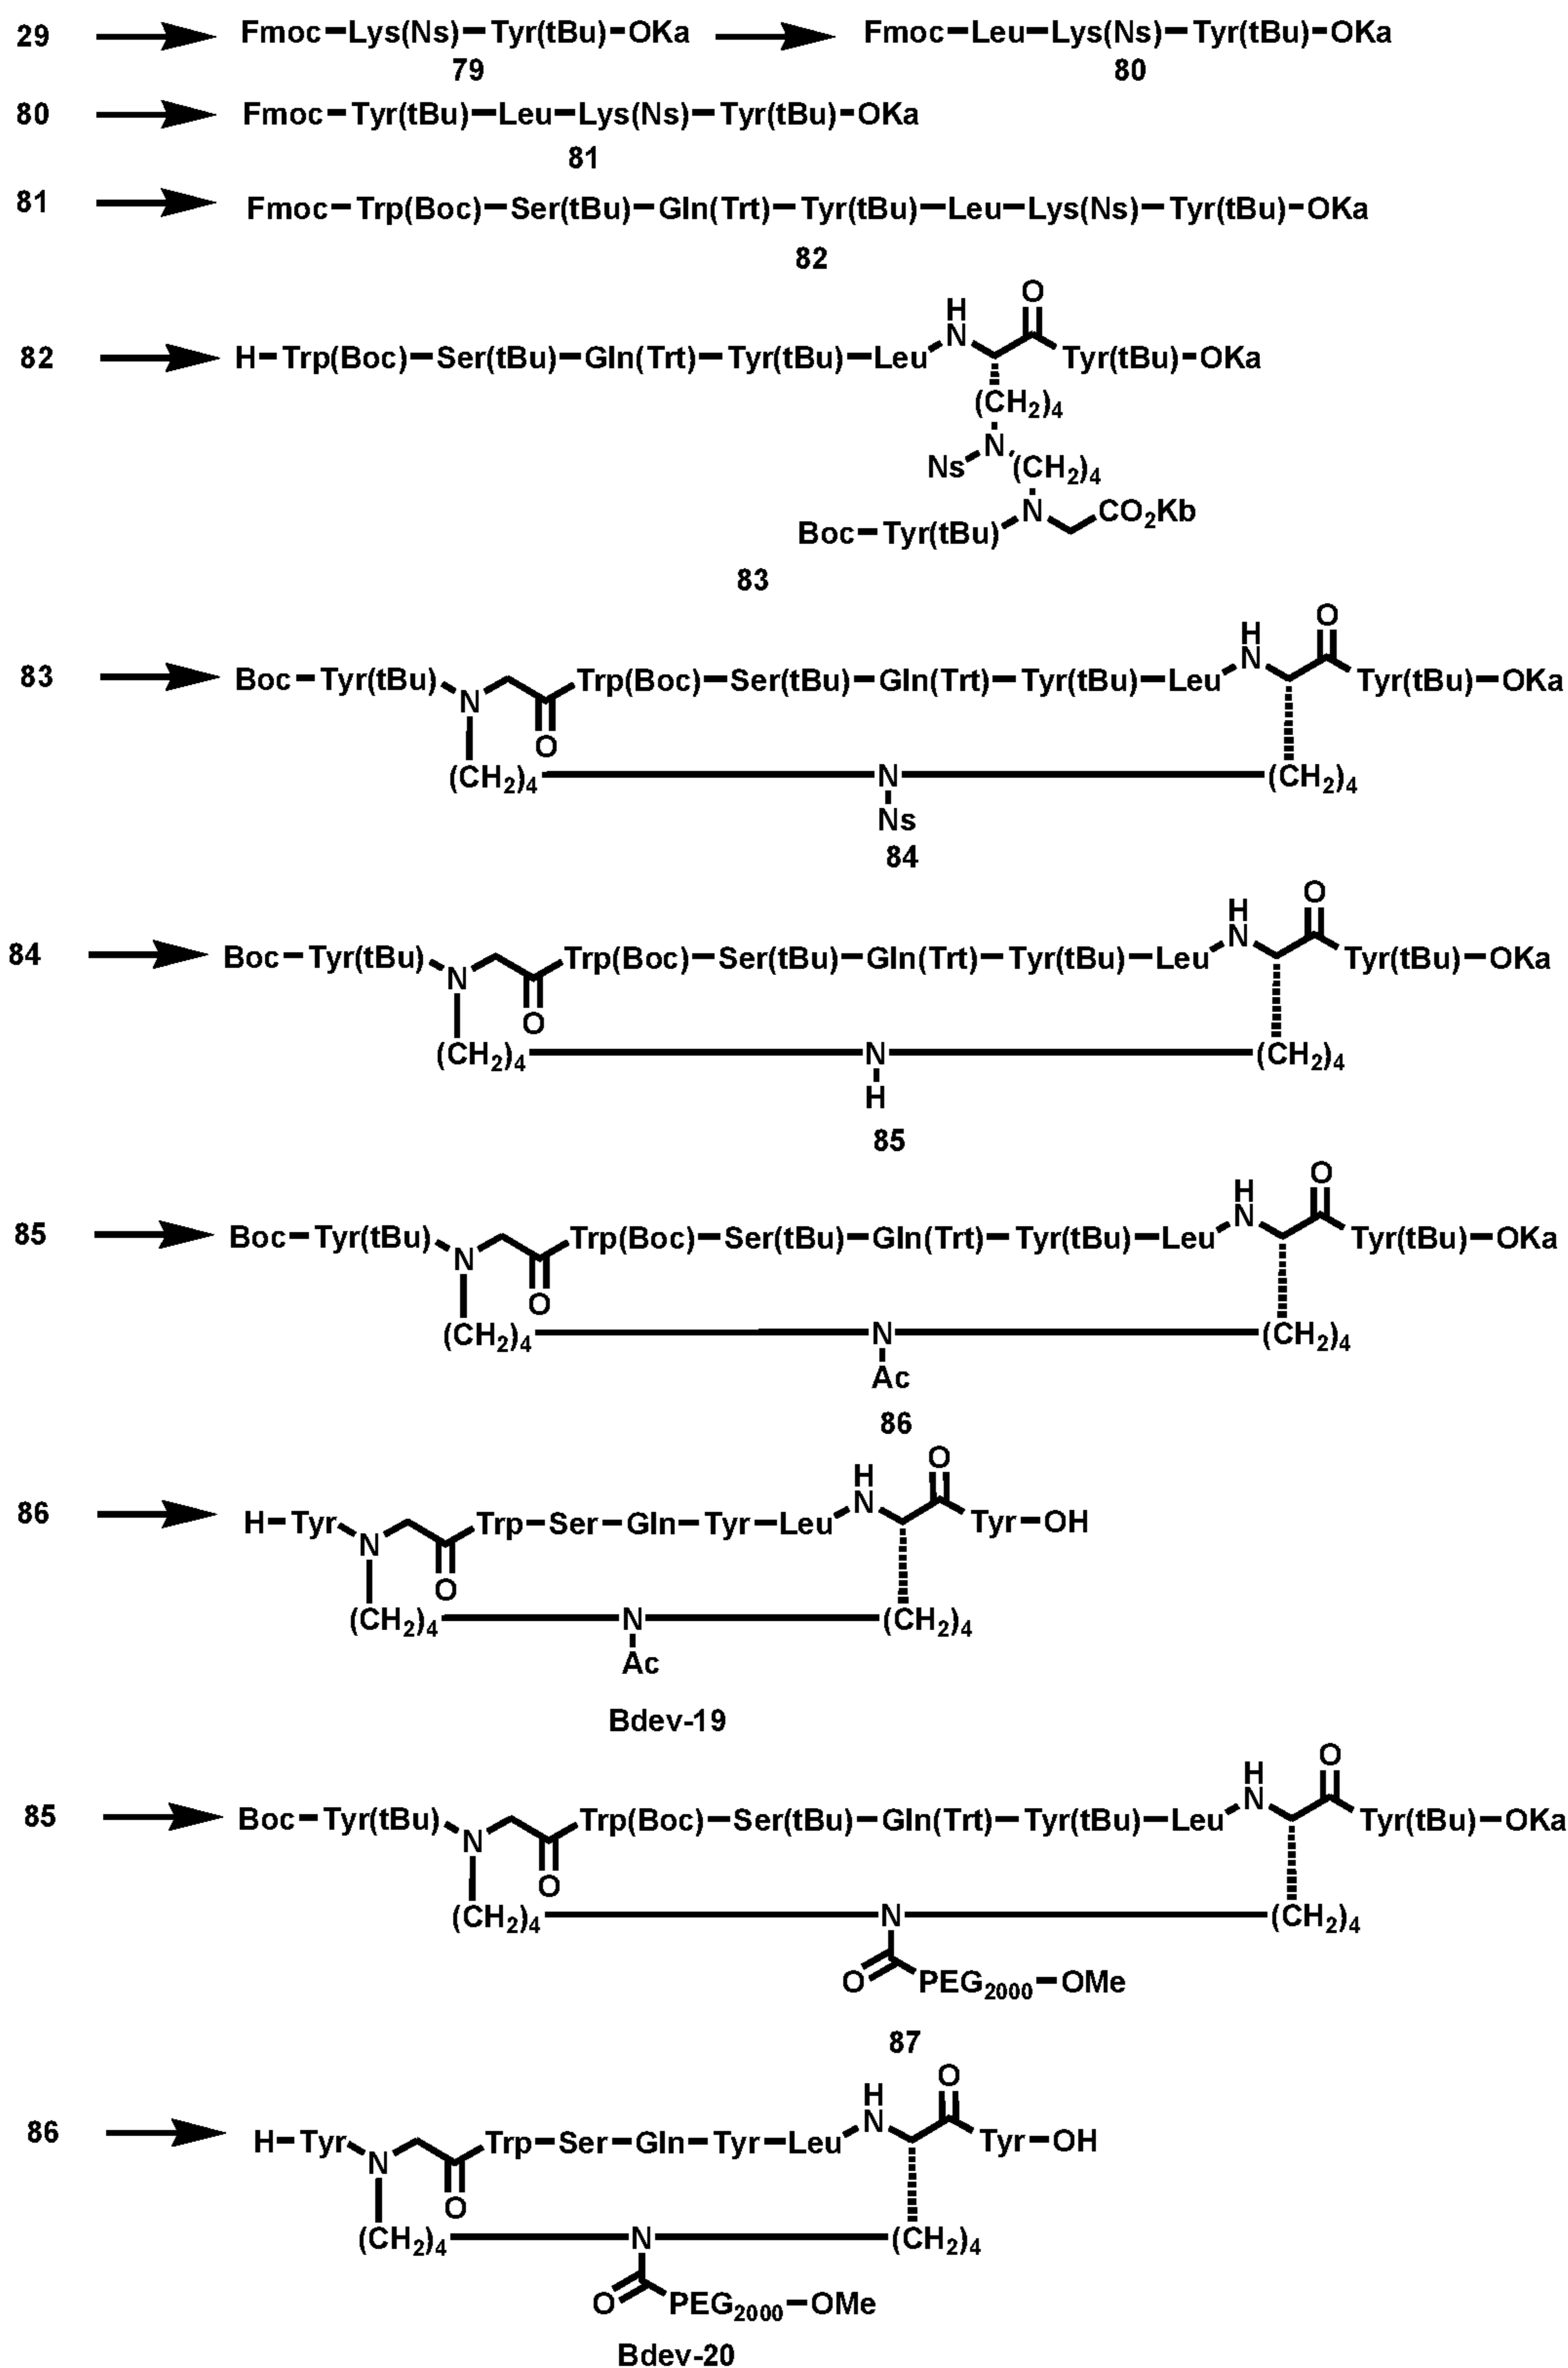 29 Fmoc–Lys(Ns)–Tyr(tBu)–OKa Fmoc–Leu–Lys(Ns)–Tyr(tBu)–OKa
79 80
80 Fmoc–Tyr(tBu)–Leu–Lys(Ns)–Tyr(tBu)–OKa
81
81 Fmoc–Trp(Boc)–Ser(tBu)–Gln(Trt)–Tyr(tBu)–Leu–Lys(Ns)–Tyr(tBu)–OKa
82
H O
N
82 H–Trp(Boc)–Ser(tBu)–Gln(Trt)–Tyr(tBu)–Leu Tyr(tBu)–OKa
(CH2)4
N
Ns (CH2)4
N CO2Kb
Boc–Tyr(tBu)
83
H O
N
83 Boc–Tyr(tBu) Trp(Boc)–Ser(tBu)–Gln(Trt)–Tyr(tBu)–Leu Tyr(tBu)–OKa
N
O
(CH2)4 N (CH2)4
Ns
84
H O
N
84 Boc–Tyr(tBu) Trp(Boc)–Ser(tBu)–Gln(Trt)–Tyr(tBu)–Leu Tyr(tBu)–OKa
N
O
(CH2)4 N (CH2)4
H
85
H O
N
85 Boc–Tyr(tBu) Trp(Boc)–Ser(tBu)–Gln(Trt)–Tyr(tBu)–Leu Tyr(tBu)–OKa
N
O
(CH2)4 N (CH2)4
Ac
86
H O
N
86 H–Tyr Trp–Ser–Gln–Tyr–Leu Tyr–OH
N
O
(CH2)4 N (CH2)4
Ac
Bdev-19
H O
N
85 Boc–Tyr(tBu) Trp(Boc)–Ser(tBu)–Gln(Trt)–Tyr(tBu)–Leu Tyr(tBu)–OKa
N
O
(CH2)4 N (CH2)4
O PEG2000–OMe
87
H O
N
86 H–Tyr Trp–Ser–Gln–Tyr–Leu Tyr–OH
N
O
(CH2)4 N (CH2)4
O PEG2000–OMe
Bdev-20